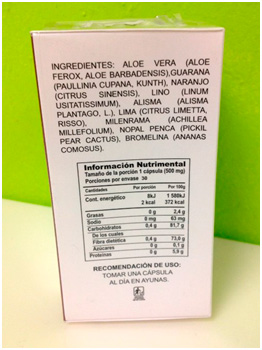 INGREDIENTES: ALOE VERA (ALOE
FEROX, ALOE BARBADENSIS),GUARANA
(PAULLINIA CUPANA, KUNTH), NARANJO
(CITRUS SINENSIS), LINO (LINUM
USITATISSIMUM), ALISMA (ALISMA
PLANTAGO, L.), LIMA (CITRUS LIMETTA,
RISSO), MILENRAMA (ACHILLEA
MILLEFOLIUM), NOPAL PENCA (PICKIL
PEAR CACTUS), BROMELINA (ANANAS
COMOSUS).
Información Nutrimental
Tamaño de la porción 1 cápsula (500 mg)
Porciones por envase 30
Cantidades Por porción Por 100g
Cont. energético 8kJ 1 580kJ
2 kcal 372 kcal
Grasas 0 g 2,4 g
Sodio 0 mg 63 mg
Carbohidratos 0,4 g 81,7 g
De los cuales
Fibra dietética 0,4 g 73,0 g
Azúcares 0 g 0,1 g
Proteínas 0 g 5,9 g
RECOMENDACIÓN DE USO:
TOMAR UNA CÁPSULA
AL DÍA EN AYUNAS.